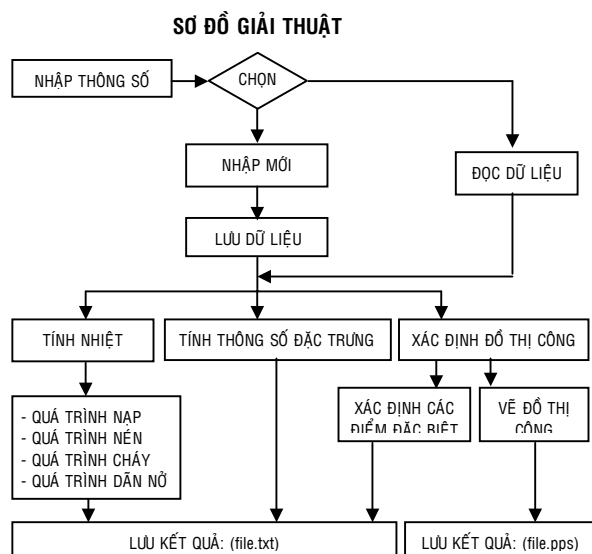 SƠ ĐỒ GIẢI THUẬT
NHẬP THÔNG SỐ
CHỌN
NHẬP MỚI
ĐỌC DỮ LIỆU
LƯU DỮ LIỆU
TÍNH NHIỆT
TÍNH THÔNG SỐ ĐẶC TRƯNG
XÁC ĐỊNH ĐỒ THỊ CÔNG
- QUÁ TRÌNH NẠP
- QUÁ TRÌNH NÉN
- QUÁ TRÌNH CHÁY
- QUÁ TRÌNH DÃN NỞ
XÁC ĐỊNH CÁC
ĐIỂM ĐẶC BIỆT
VẼ ĐỒ THỊ
CÔNG
LƯU KẾT QUẢ: (file.txt)
LƯU KẾT QUẢ: (file.pps)